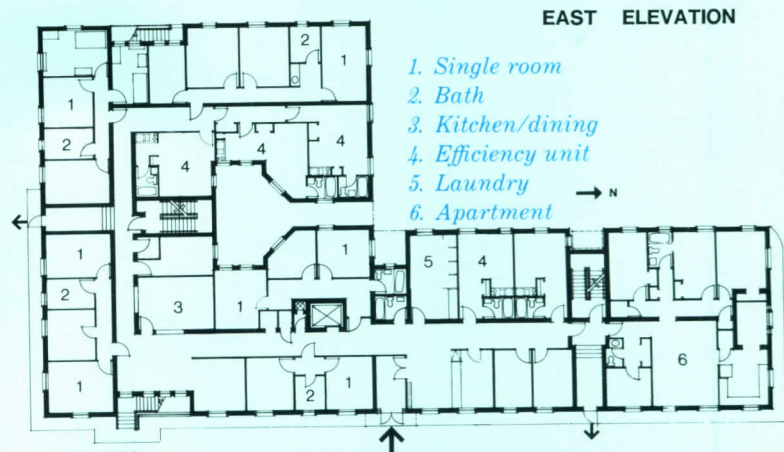 EAST ELEVATION
1. Single room
2. Bath
3. Kitchen/dining
4. Efficiency unit
5. Laundry
6. Apartment
N
2
1
1
2
4
4
4
1
1
5
4
2
3
1
6
1
2
1